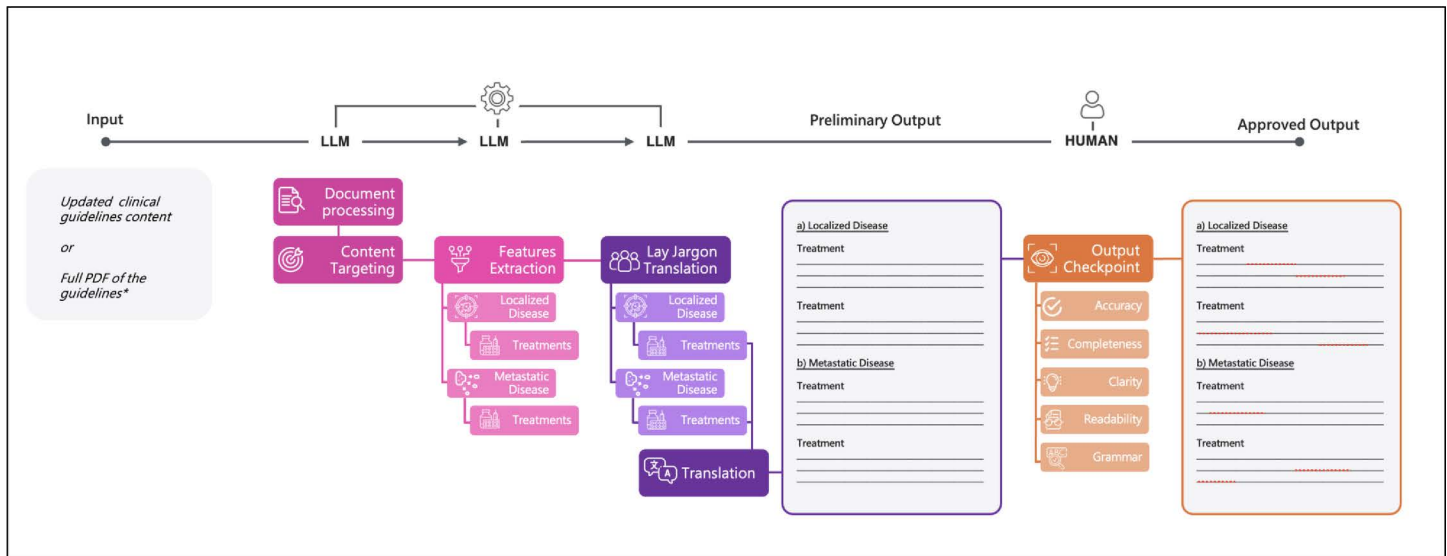 Input
LLM
LLM
LLM
Preliminary Output
HUMAN
Approved Output
Updated clinical
guidelines content
or
Full PDF of the
guidelines*
Document
processing
Content
Targeting
Features
Extraction
Localized
Disease
Treatments
Metastatic
Disease
Treatments
Lay Jargon
Translation
Localized
Disease
Treatments
Metastatic
Disease
Treatments
Translation
a) Localized Disease
Treatment
Treatment
b) Metastatic Disease
Treatment
Treatment
Output
Checkpoint
Accuracy
Completeness
Clarity
Readability
Grammar
a) Localized Disease
Treatment
Treatment
b) Metastatic Disease
Treatment
Treatment